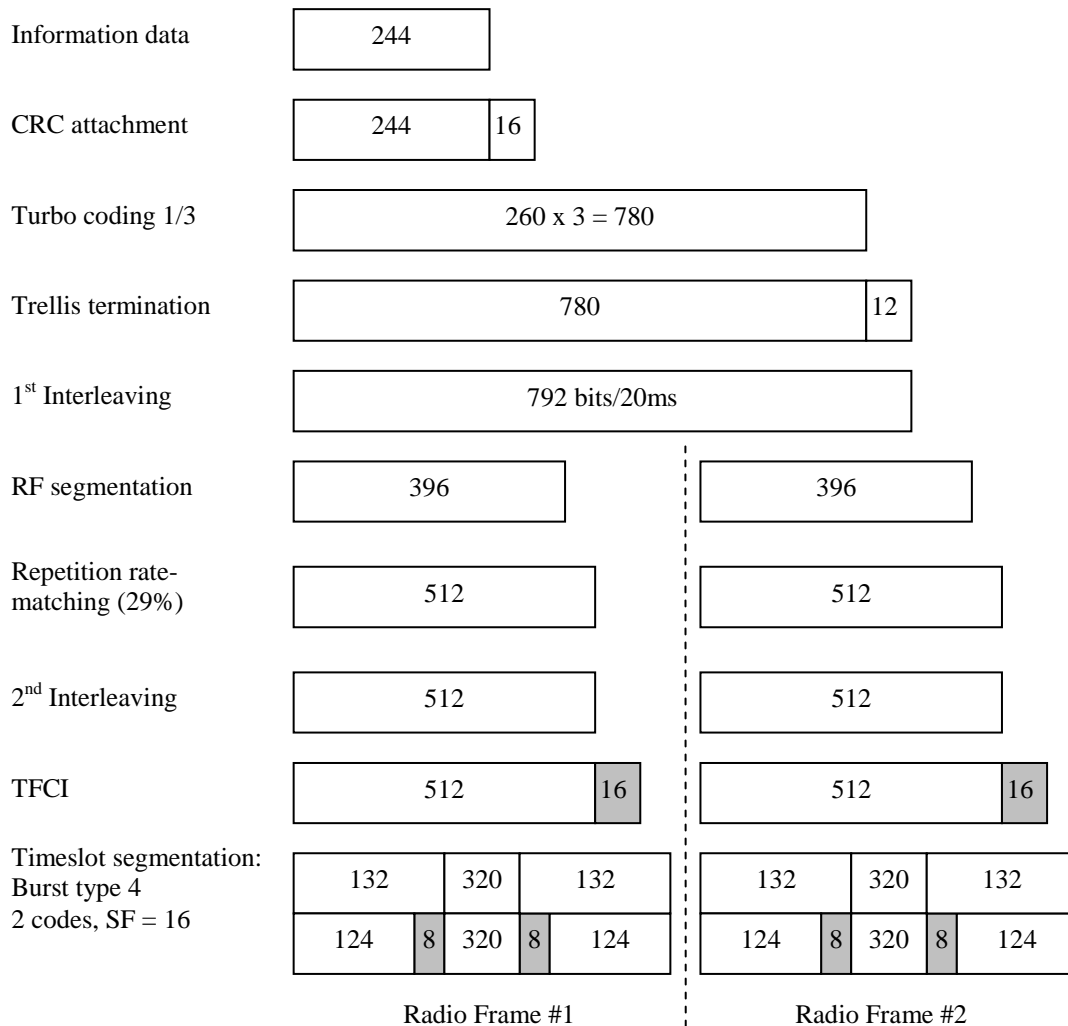 Information data
244
CRC attachment
244 16
Turbo coding 1/3
260 x 3 = 780
Trellis termination
780 12
1st Interleaving
792 bits/20ms
RF segmentation
396 396
Repetition rate-
matching (29%)
512 512
2nd Interleaving
512 512
TFCI
512 16 512 16
Timeslot segmentation:
Burst type 4
2 codes, SF = 16
132 320 132 132 320 132
124 8 320 8 124 124 8 320 8 124
Radio Frame #1 Radio Frame #2